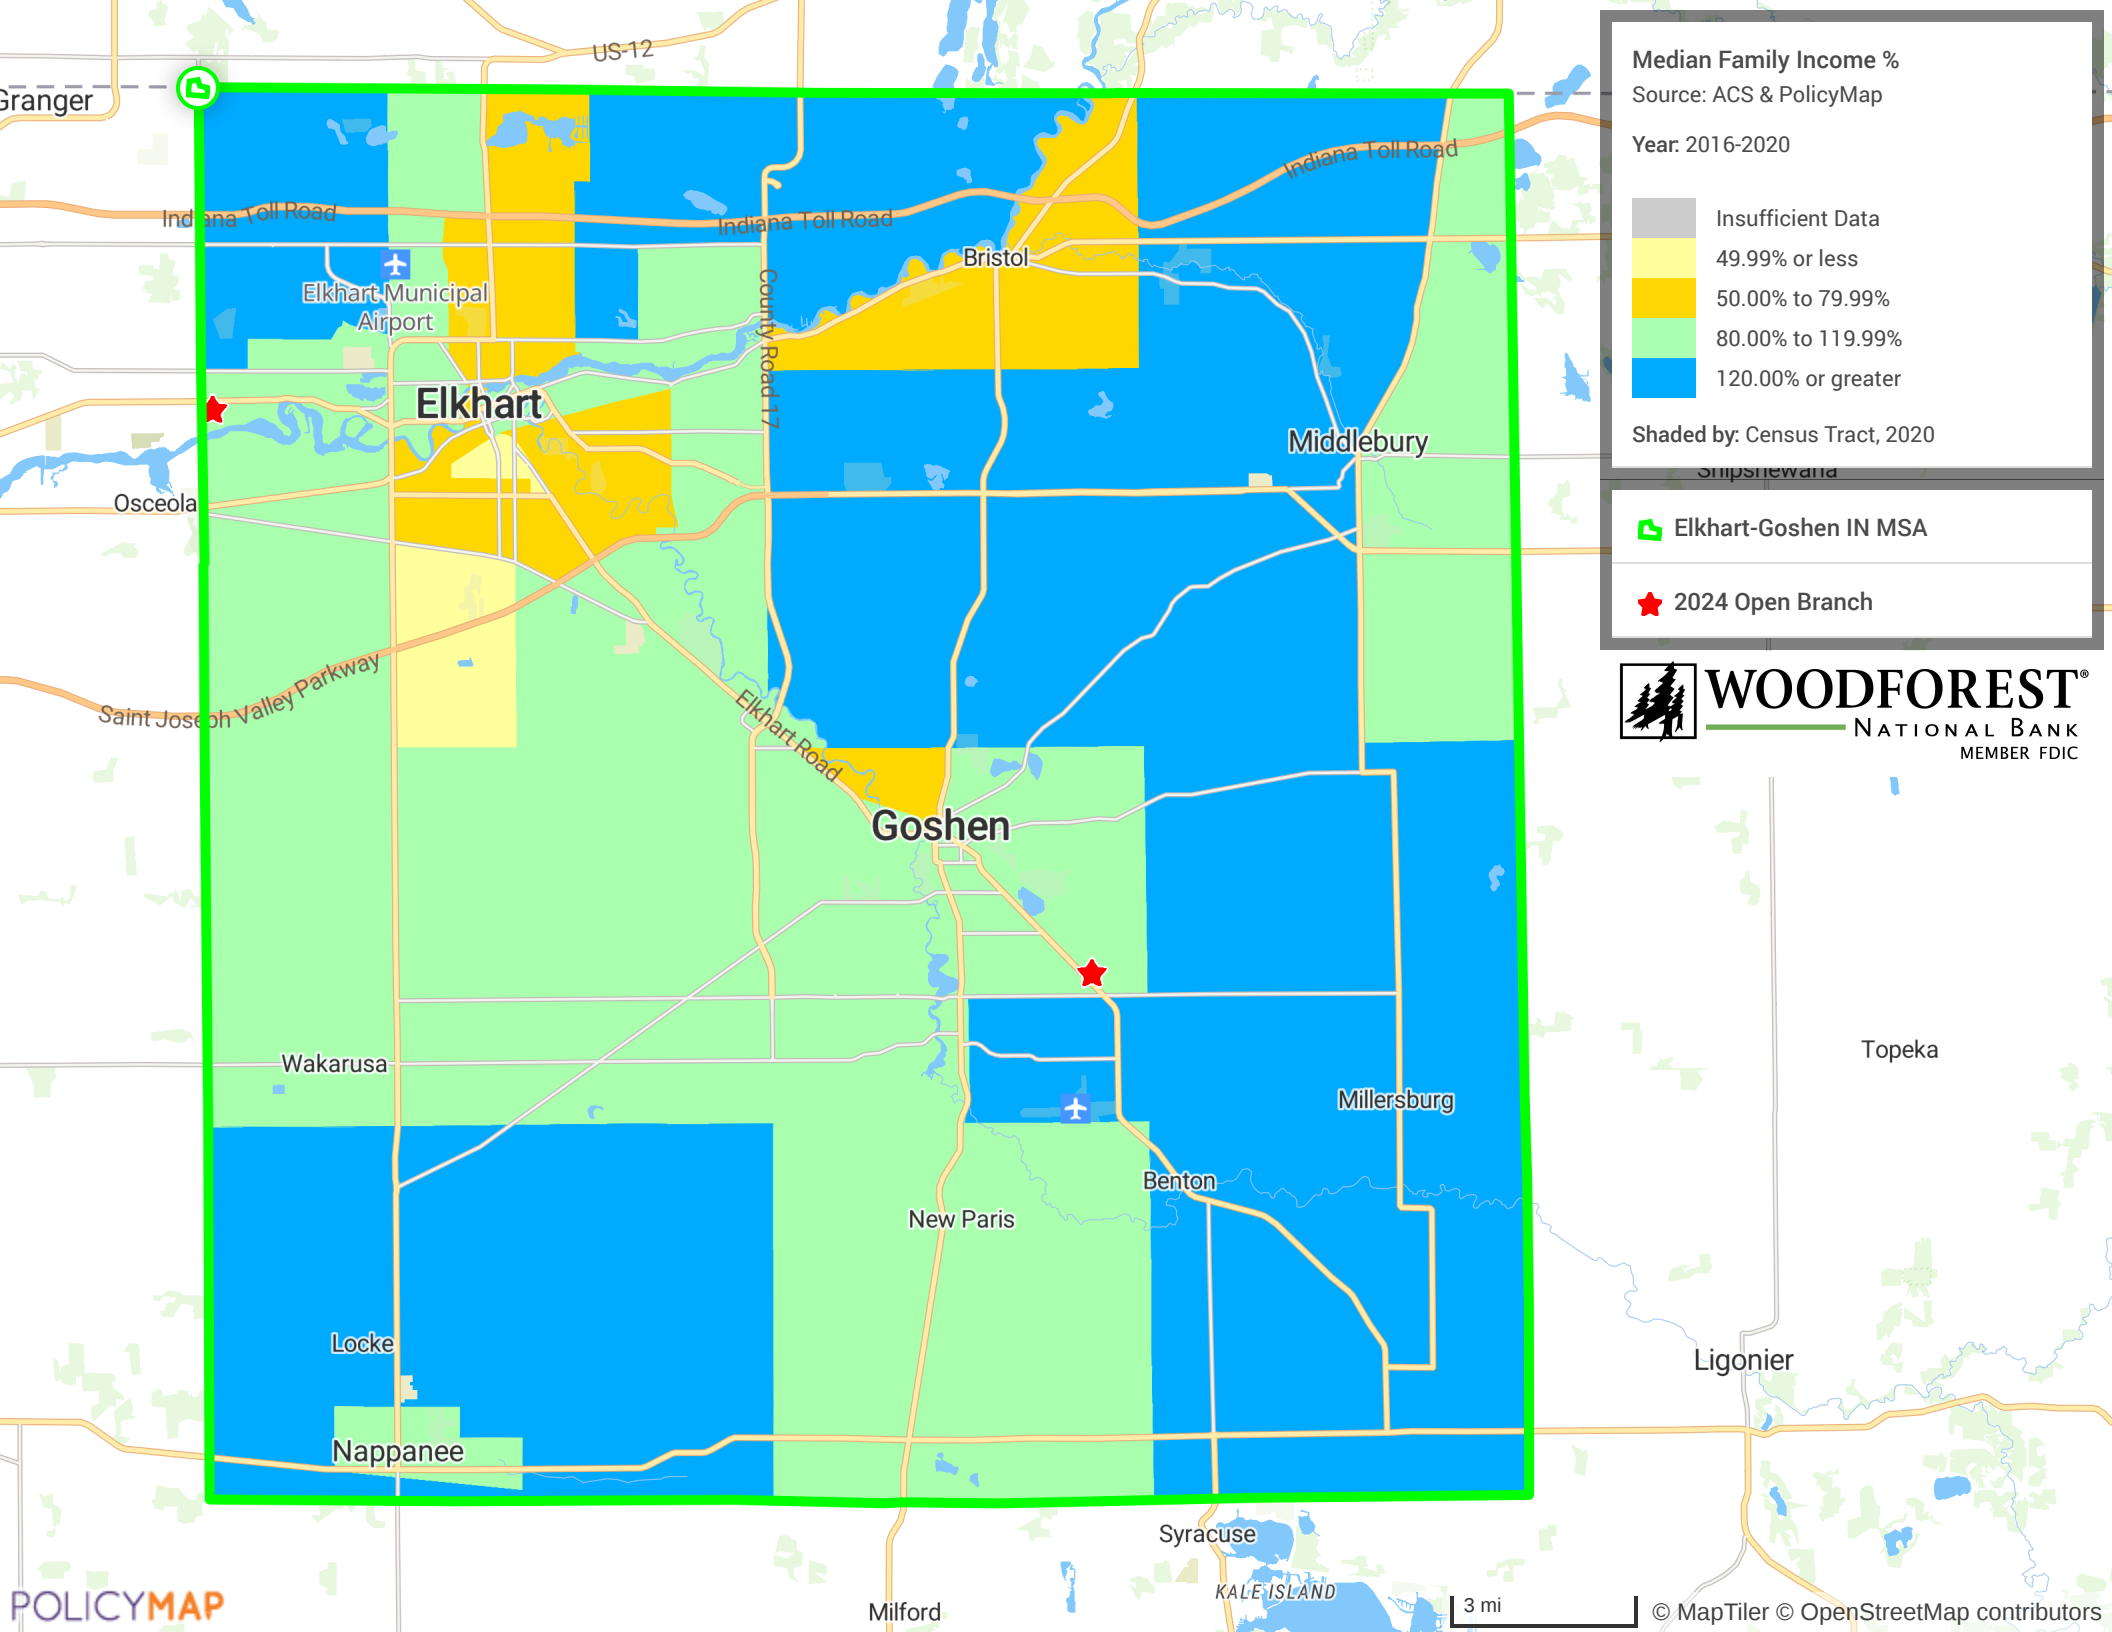 US-12
Granger
Indiana Toll Road
Indiana Toll Road
Indiana Toll Road
Bristol
Elkhart Municipal
Airport
County Road 17
Elkhart
Middlebury
Osceola
Saint Joseph Valley Parkway
Elkhart Road
Goshen
Wakarusa
Topeka
Millersburg
Benton
New Paris
Locke
Ligonier
Nappanee
Syracuse
KALE ISLAND
Milford
Shipshewana
Median Family Income %
Source: ACS & PolicyMap
Year: 2016-2020
Insufficient Data
49.99% or less
50.00% to 79.99%
80.00% to 119.99%
120.00% or greater
Shaded by: Census Tract, 2020
Elkhart-Goshen IN MSA
2024 Open Branch
WOODFOREST®
NATIONAL BANK
MEMBER FDIC
POLICYMAP
3 mi
© MapTiler © OpenStreetMap contributors